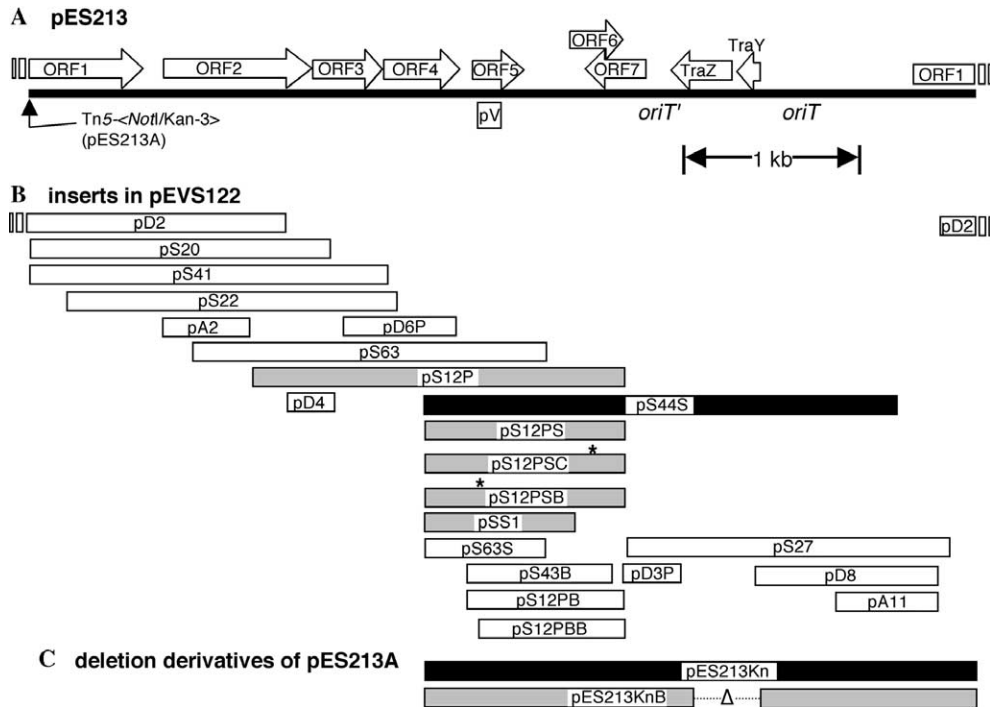 A pES213
TraY
ORF6
ORF1 ORF2 ORF3 ORF4 ORF5 ORF7 TraZ ORF1
Tn5-<NotI/Kan-3>
(pES213A)
pV
oriT' oriT
1 kb
B inserts in pEVS122
pD2 pD2
pS20
pS41
pS22
pA2 pD6P
pS63
pS12P
pD4 pS44S
pS12PS
*
pS12PSC
*
pS12PSB
pSS1
pS63S pS27
pS43B pD3P pD8
pS12PB pA11
pS12PBB
C deletion derivatives of pES213A
pES213Kn
pES213KnB Δ